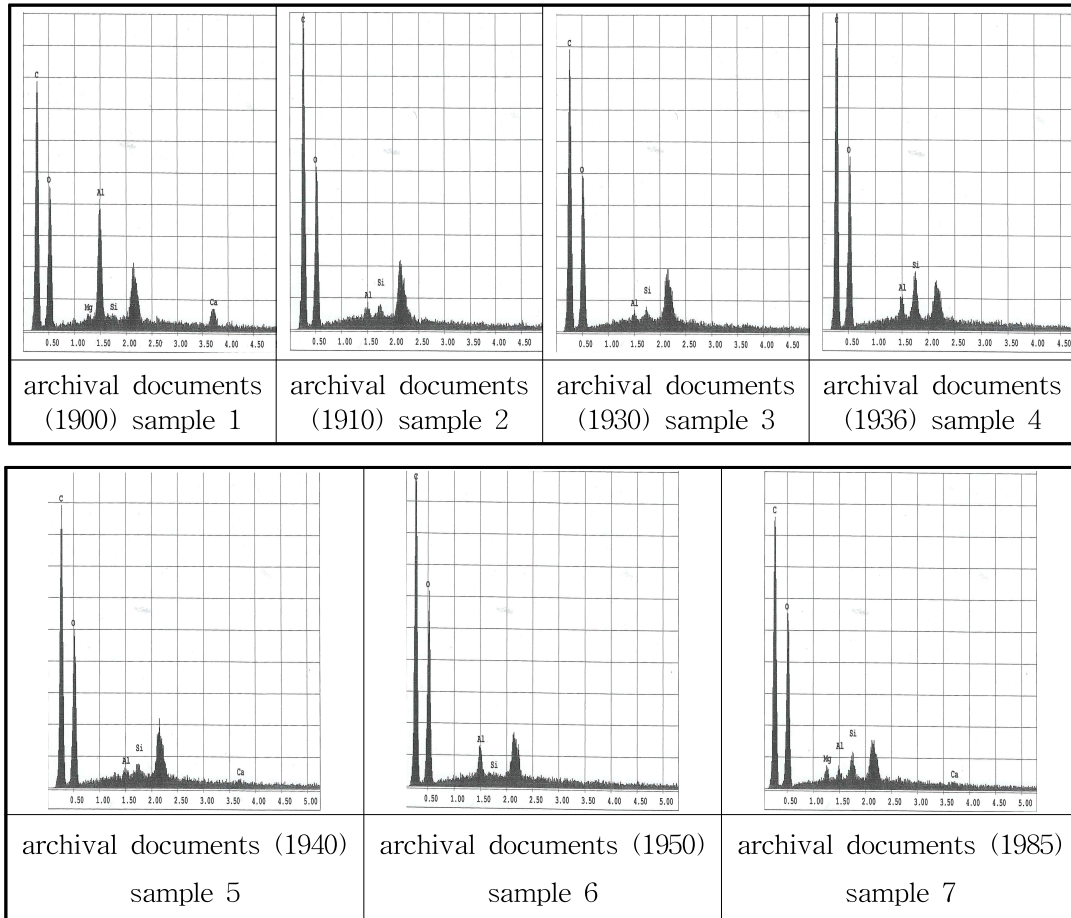 C
O
Al
Mg
Si
Ca
0.50 1.00 1.50 2.00 2.50 3.00 3.50 4.00 4.50
C
O
Al
Si
0.50 1.00 1.50 2.00 2.50 3.00 3.50 4.00 4.50
C
O
Al
Si
0.50 1.00 1.50 2.00 2.50 3.00 3.50 4.00 4.50
C
O
Al
Si
0.50 1.00 1.50 2.00 2.50 3.00 3.50 4.00 4.50
archival documents
(1900) sample 1
archival documents
(1910) sample 2
archival documents
(1930) sample 3
archival documents
(1936) sample 4
C
O
Al
Si
Ca
0.50 1.00 1.50 2.00 2.50 3.00 3.50 4.00 4.50 5.00
C
O
Al
Si
0.50 1.00 1.50 2.00 2.50 3.00 3.50 4.00 4.50 5.00
C
O
Mg
Al
Si
Ca
0.50 1.00 1.50 2.00 2.50 3.00 3.50 4.00 4.50 5.00
archival documents (1940)
sample 5
archival documents (1950)
sample 6
archival documents (1985)
sample 7